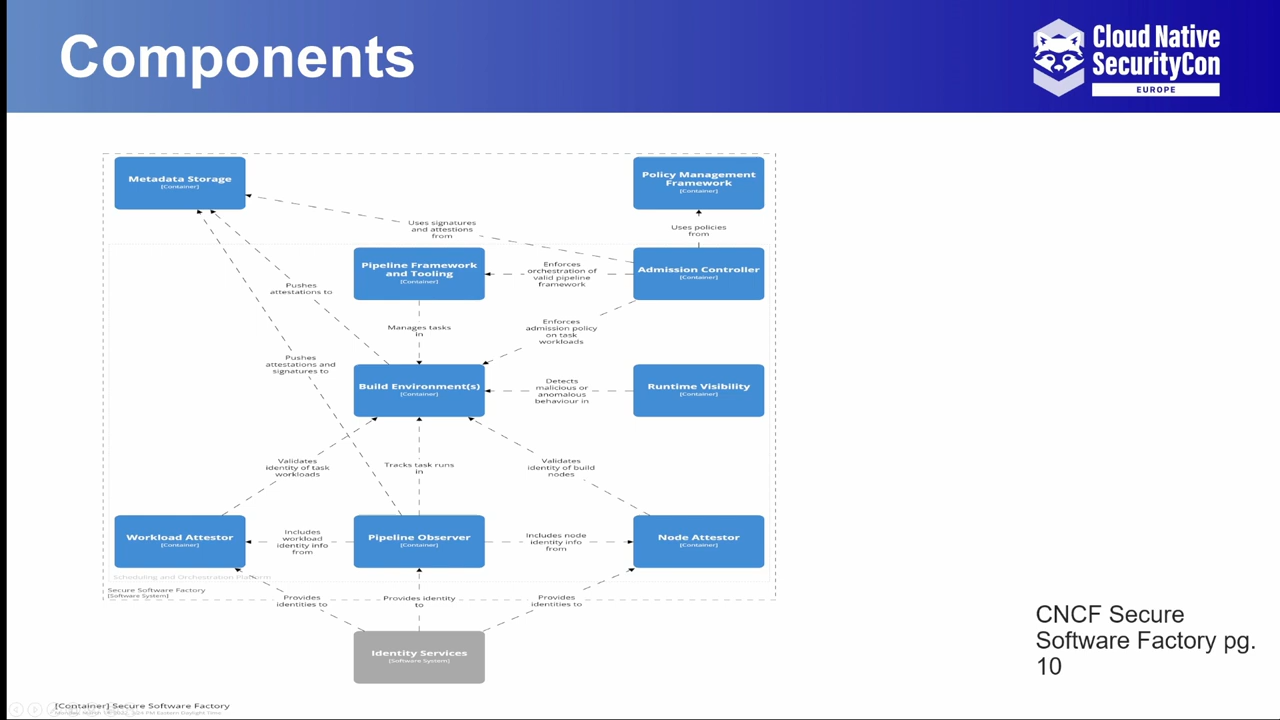 Components
Cloud Native
SecurityCon
EUROPE
Metadata Storage
[Container]
Policy Management
Framework
[Container]
Uses signatures
and attestions
from
Uses policies
from
Pipeline Framework
and Tooling
[Container]
Enforces
orchestration of
valid pipeline
framework
Admission Controller
[Container]
Pushes
attestations to
Manages tasks
in
Enforces
admission policy
on task
workloads
Pushes
attestations and
signatures to
Build Environment(s)
[Container]
Detects
malicious or
anomalous
behaviour in
Runtime Visibility
[Container]
Validates
identity of task
workloads
Tracks task runs
in
Validates
identity of build
nodes
Workload Attestor
[Container]
Includes
workload
identity info
from
Pipeline Observer
[Container]
Includes node
identity info
from
Node Attestor
[Container]
Scheduling and Orchestration Platform
Secure Software Factory
[Software System]
Provides
identities to
Provides identity
to
Provides
identities to
Identity Services
[Software System]
CNCF Secure
Software Factory pg.
10
[Container] Secure Software Factory
PM Eastern Daylight Time